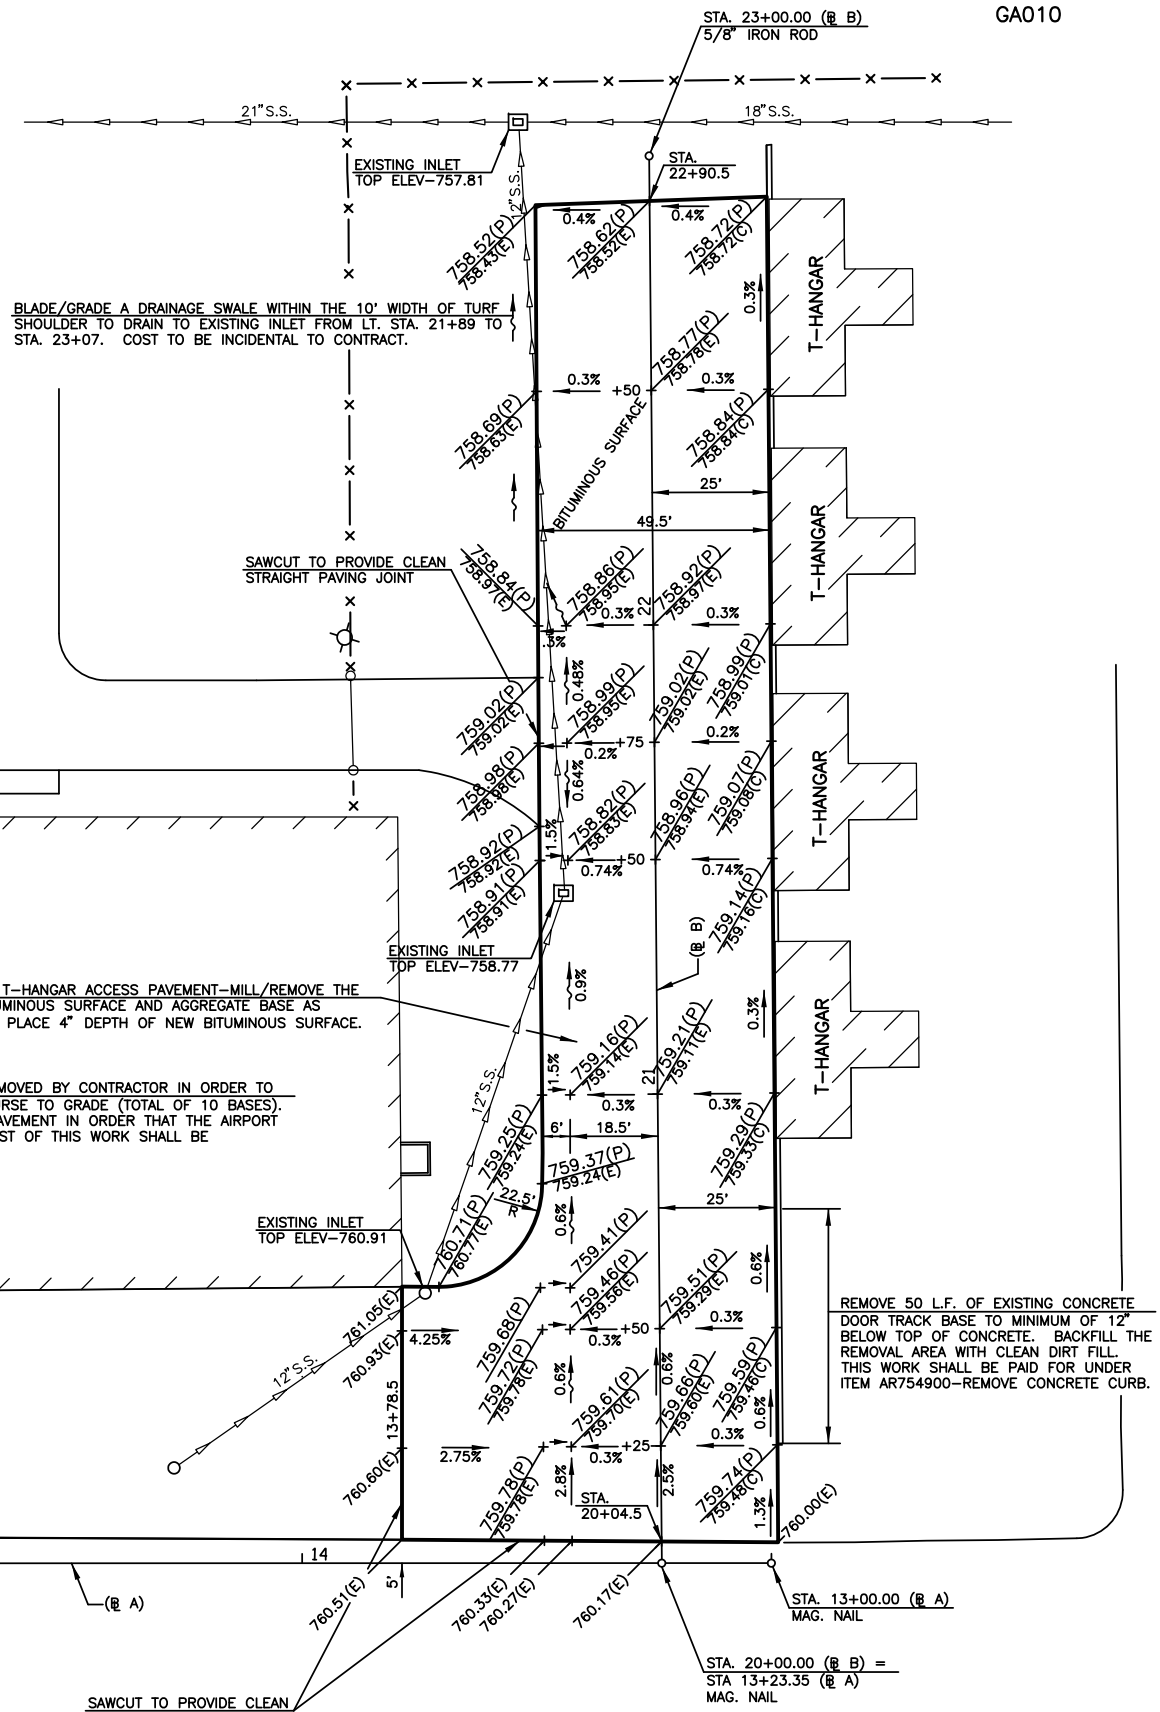 GA010
STA. 23+00.00 (℄ B)
5/8" IRON ROD
21"S.S.
18"S.S.
EXISTING INLET
TOP ELEV-757.81
STA.
22+90.5
12"S.S.
0.4%
0.4%
758.52(P)
758.43(E)
758.62(P)
758.52(E)
758.72(P)
758.72(C)
T-HANGAR
0.3%
BLADE/GRADE A DRAINAGE SWALE WITHIN THE 10' WIDTH OF TURF
SHOULDER TO DRAIN TO EXISTING INLET FROM LT. STA. 21+89 TO
STA. 23+07. COST TO BE INCIDENTAL TO CONTRACT.
758.77(P)
758.78(E)
0.3%
+50
0.3%
758.69(P)
758.63(E)
BITUMINOUS SURFACE
758.84(P)
758.84(C)
25'
49.5'
T-HANGAR
SAWCUT TO PROVIDE CLEAN
STRAIGHT PAVING JOINT
758.84(P)
758.97(E)
758.86(P)
758.95(E)
758.92(P)
758.97(E)
22
0.3%
0.3%
.3%
0.48%
759.02(P)
759.02(E)
758.99(P)
758.95(E)
759.02(P)
759.02(E)
758.99(P)
759.01(C)
+75
0.2%
0.2%
0.64%
758.98(P)
758.98(E)
758.82(P)
758.83(E)
758.96(P)
758.94(E)
759.07(P)
759.08(C)
T-HANGAR
1.5%
+50
0.74%
0.74%
758.92(P)
758.92(E)
758.91(P)
758.91(E)
759.14(P)
759.16(C)
EXISTING INLET
TOP ELEV-758.77
(℄ B)
T-HANGAR ACCESS PAVEMENT-MILL/REMOVE THE
UMINOUS SURFACE AND AGGREGATE BASE AS
PLACE 4" DEPTH OF NEW BITUMINOUS SURFACE.
0.9%
0.3%
T-HANGAR
759.16(P)
759.14(E)
759.21(P)
759.11(E)
21
1.5%
0.3%
0.3%
MOVED BY CONTRACTOR IN ORDER TO
RSE TO GRADE (TOTAL OF 10 BASES).
AVEMENT IN ORDER THAT THE AIRPORT
ST OF THIS WORK SHALL BE
12"S.S.
6'
18.5'
759.25(P)
759.24(E)
759.37(P)
759.24(E)
759.29(P)
759.33(C)
22.5'
R
25'
EXISTING INLET
TOP ELEV-760.91
760.71(P)
760.77(E)
0.6%
759.41(P)
0.6%
761.05(E)
759.46(P)
759.56(E)
759.51(P)
759.29(E)
4.25%
0.3%
+50
0.3%
760.93(E)
759.68(P)
759.72(P)
759.78(E)
12"S.S.
REMOVE 50 L.F. OF EXISTING CONCRETE
DOOR TRACK BASE TO MINIMUM OF 12"
BELOW TOP OF CONCRETE. BACKFILL THE
REMOVAL AREA WITH CLEAN DIRT FILL.
THIS WORK SHALL BE PAID FOR UNDER
ITEM AR754900-REMOVE CONCRETE CURB.
13+78.5
0.6%
0.6%
0.6%
759.61(P)
759.70(E)
759.66(P)
759.60(E)
759.59(P)
759.46(C)
2.75%
0.3%
+25
0.3%
760.60(E)
759.78(P)
759.78(E)
2.8%
STA.
20+04.5
2.5%
759.74(P)
759.48(C)
1.3%
760.00(E)
14
5'
760.51(E)
760.33(E)
760.27(E)
760.17(E)
(℄ A)
STA. 13+00.00 (℄ A)
MAG. NAIL
STA. 20+00.00 (℄ B) =
STA 13+23.35 (℄ A)
MAG. NAIL
SAWCUT TO PROVIDE CLEAN